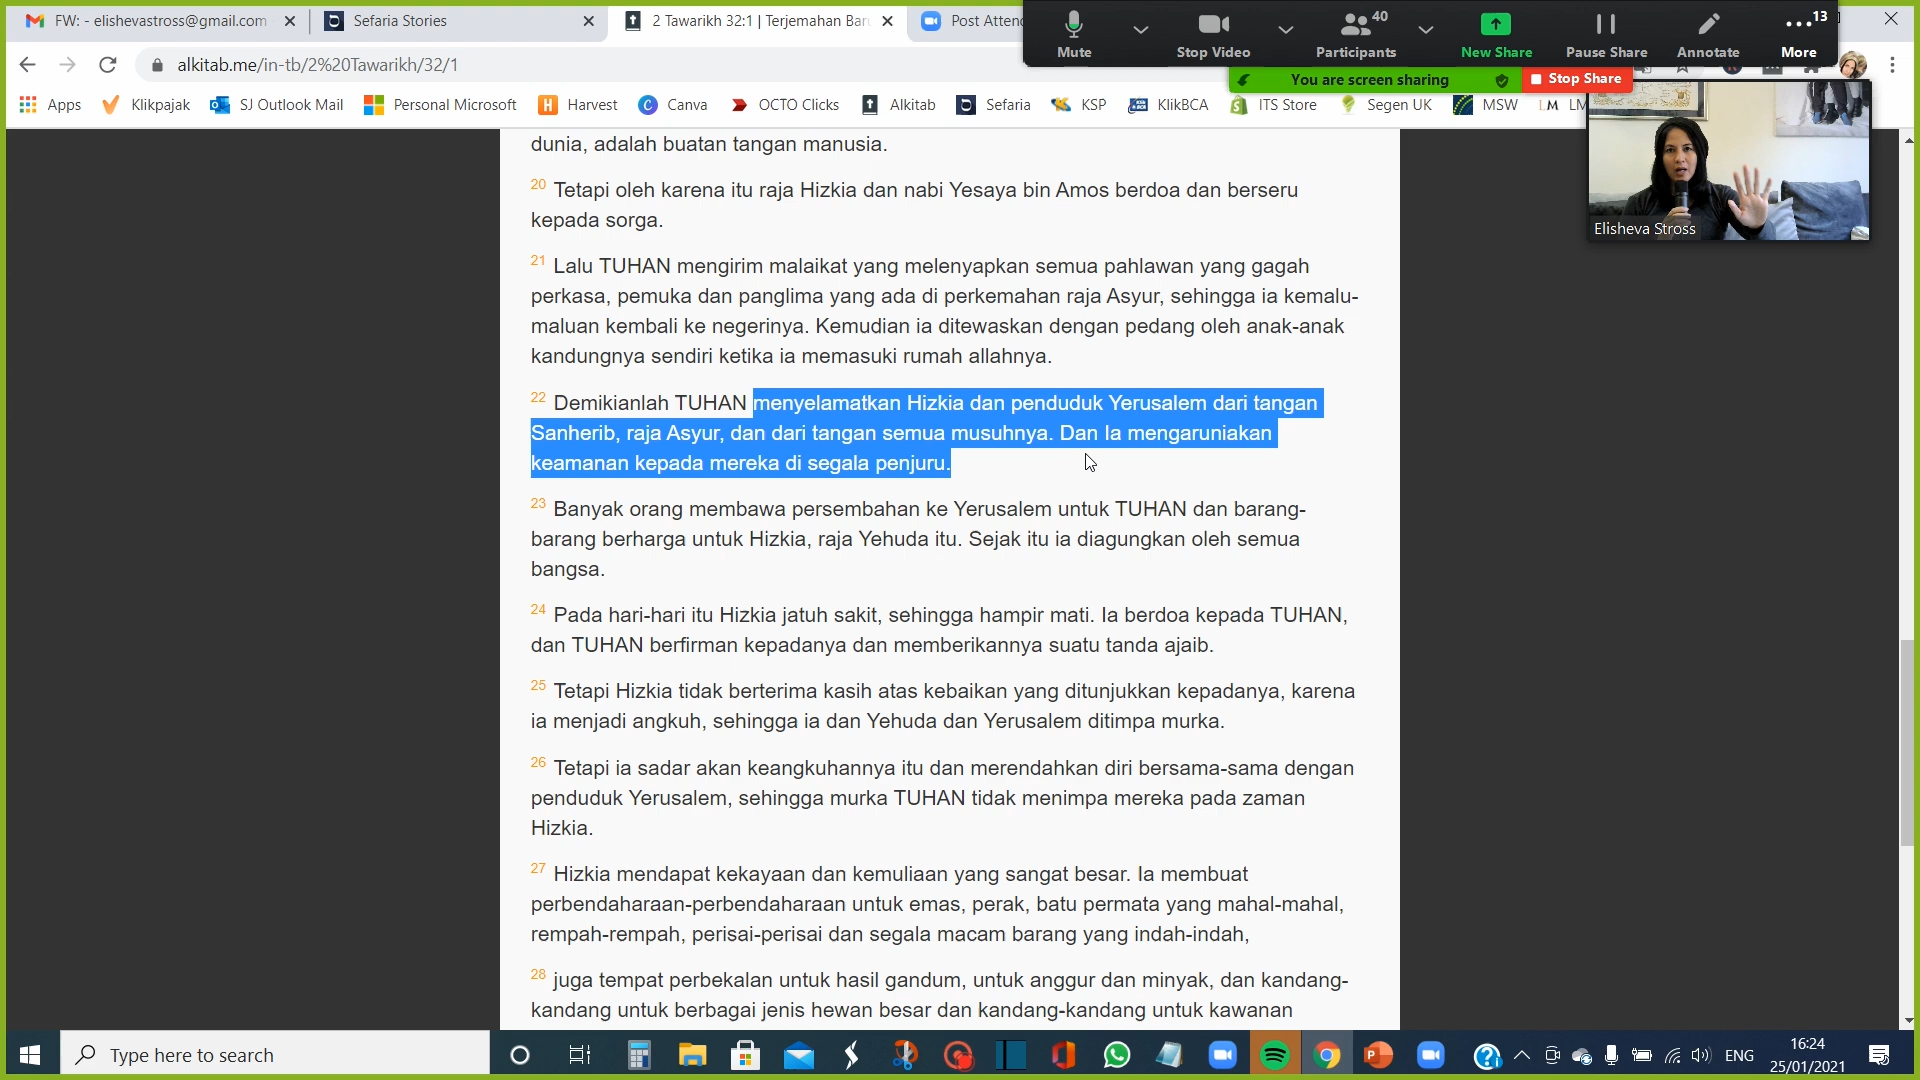 FW: - elishevastross@gmail.com
Sefaria Stories
2 Tawarikh 32:1 | Terjemahan Bar
Post Attend
Mute
Stop Video
40
Participants
New Share
Pause Share
Annotate
13
More
alkitab.me/in-tb/2%20Tawarikh/32/1
You are screen sharing
Stop Share
Apps
Klikpajak
SJ Outlook Mail
Personal Microsoft
Harvest
Canva
OCTO Clicks
Alkitab
Sefaria
KSP
KlikBCA
ITS Store
Segen UK
MSW
Elisheva Stross
dunia, adalah buatan tangan manusia.
20 Tetapi oleh karena itu raja Hizkia dan nabi Yesaya bin Amos berdoa dan berseru
kepada sorga.
21 Lalu TUHAN mengirim malaikat yang melenyapkan semua pahlawan yang gagah
perkasa, pemuka dan panglima yang ada di perkemahan raja Asyur, sehingga ia kemalu-
maluan kembali ke negerinya. Kemudian ia ditewaskan dengan pedang oleh anak-anak
kandungnya sendiri ketika ia memasuki rumah allahnya.
22 Demikianlah TUHAN menyelamatkan Hizkia dan penduduk Yerusalem dari tangan
Sanherib, raja Asyur, dan dari tangan semua musuhnya. Dan Ia mengaruniakan
keamanan kepada mereka di segala penjuru.
23 Banyak orang membawa persembahan ke Yerusalem untuk TUHAN dan barang-
barang berharga untuk Hizkia, raja Yehuda itu. Sejak itu ia diagungkan oleh semua
bangsa.
24 Pada hari-hari itu Hizkia jatuh sakit, sehingga hampir mati. Ia berdoa kepada TUHAN,
dan TUHAN berfirman kepadanya dan memberikannya suatu tanda ajaib.
25 Tetapi Hizkia tidak berterima kasih atas kebaikan yang ditunjukkan kepadanya, karena
ia menjadi angkuh, sehingga ia dan Yehuda dan Yerusalem ditimpa murka.
26 Tetapi ia sadar akan keangkuhannya itu dan merendahkan diri bersama-sama dengan
penduduk Yerusalem, sehingga murka TUHAN tidak menimpa mereka pada zaman
Hizkia.
27 Hizkia mendapat kekayaan dan kemuliaan yang sangat besar. Ia membuat
perbendaharaan-perbendaharaan untuk emas, perak, batu permata yang mahal-mahal,
rempah-rempah, perisai-perisai dan segala macam barang yang indah-indah,
28 juga tempat perbekalan untuk hasil gandum, untuk anggur dan minyak, dan kandang-
kandang untuk berbagai jenis hewan besar dan kandang-kandang untuk kawanan
Type here to search
ENG
16:24
25/01/2021